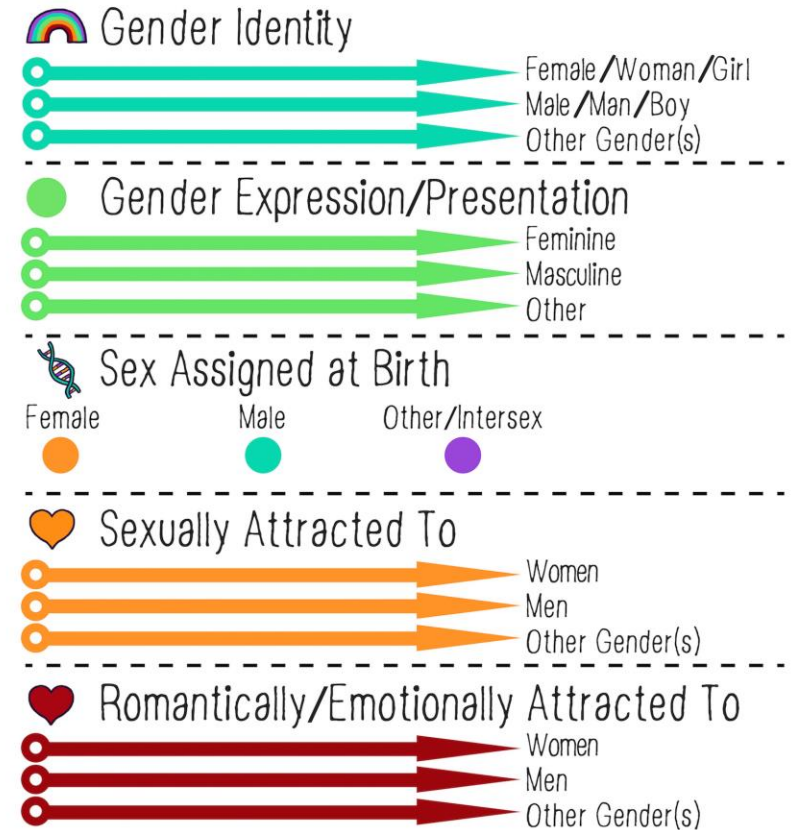 Gender Identity
Female/Woman/Girl
Male/Man/Boy
Other Gender(s)
Gender Expression/Presentation
Feminine
Masculine
Other
Sex Assigned at Birth
Female Male Other/Intersex
Sexually Attracted To
Women
Men
Other Gender(s)
Romantically/Emotionally Attracted To
Women
Men
Other Gender(s)